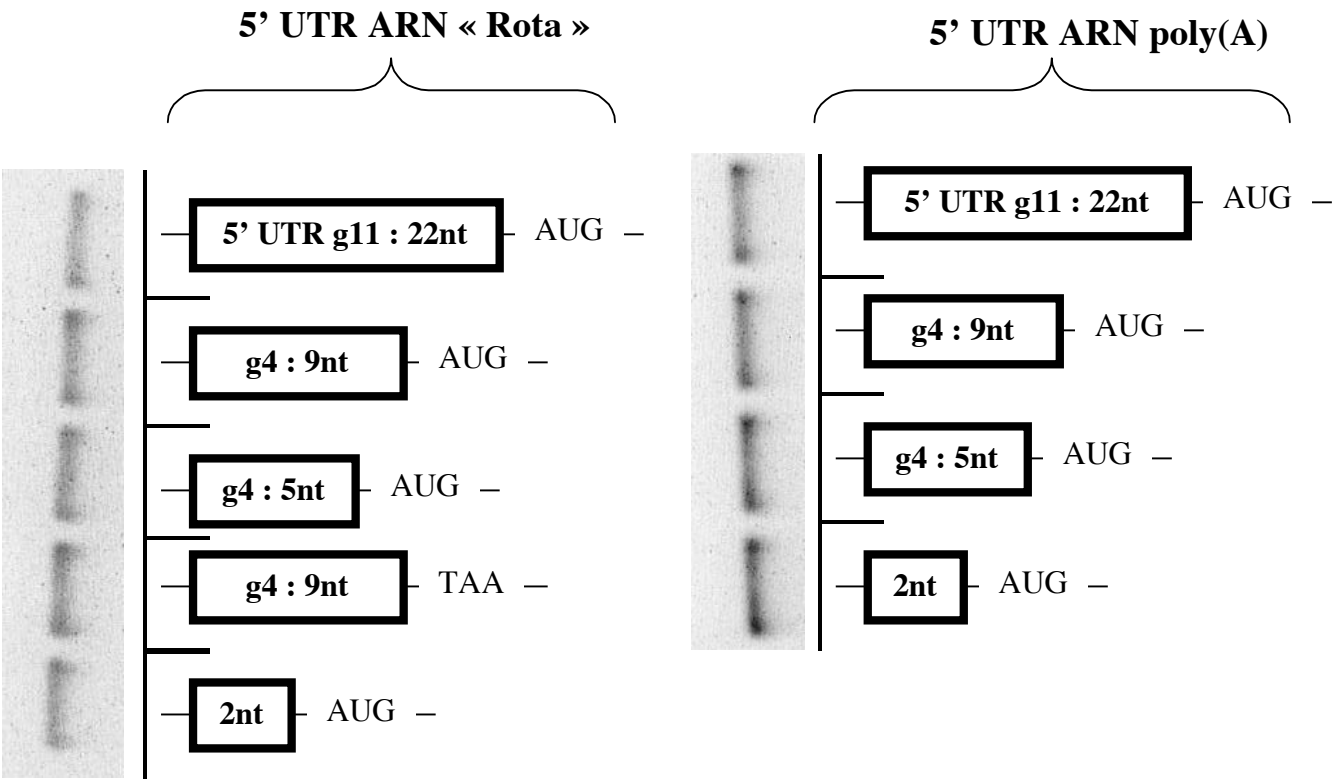 5’ UTR ARN « Rota »
5’ UTR g11 : 22nt AUG
g4 : 9nt AUG
g4 : 5nt AUG
g4 : 9nt TAA
2nt AUG
5’ UTR ARN poly(A)
5’ UTR g11 : 22nt AUG
g4 : 9nt AUG
g4 : 5nt AUG
2nt AUG